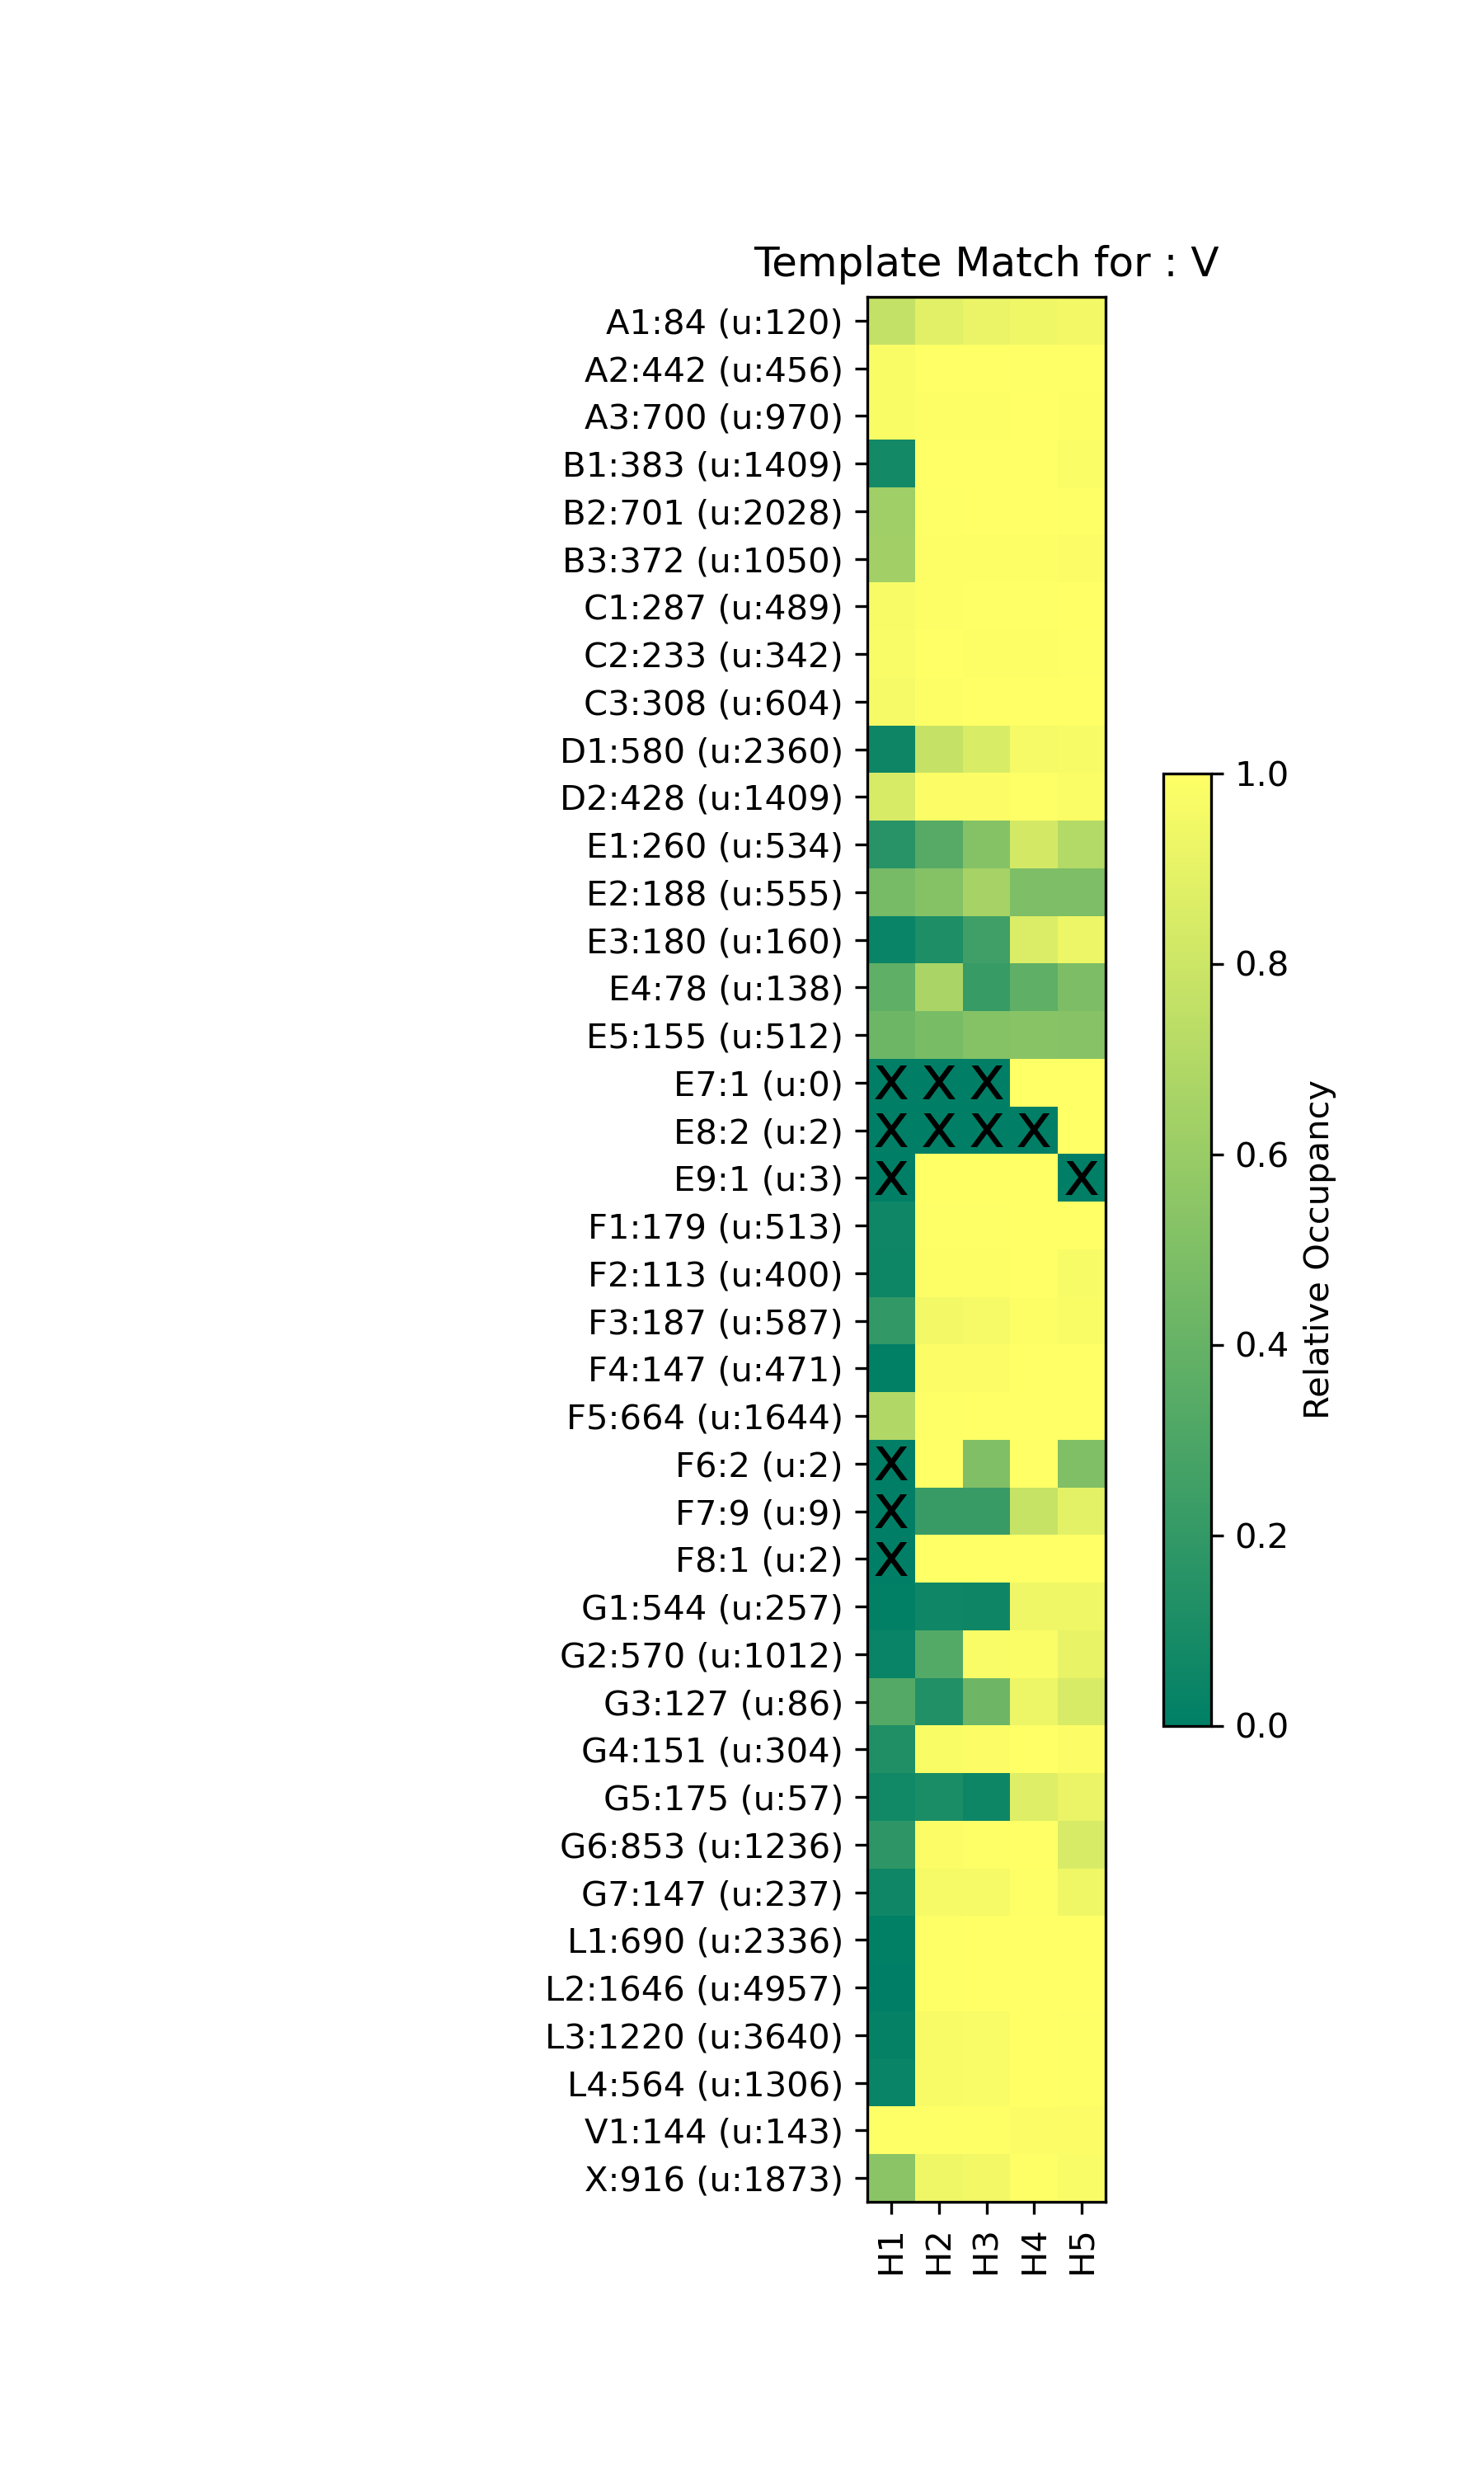 Template Match for : V
A1:84 (u:120)
A2:442 (u:456)
A3:700 (u:970)
B1:383 (u:1409)
B2:701 (u:2028)
B3:372 (u:1050)
C1:287 (u:489)
C2:233 (u:342)
C3:308 (u:604)
D1:580 (u:2360)
D2:428 (u:1409)
E1:260 (u:534)
E2:188 (u:555)
E3:180 (u:160)
E4:78 (u:138)
E5:155 (u:512)
E7:1 (u:0) X X X
E8:2 (u:2) X X X X
E9:1 (u:3) X X
F1:179 (u:513)
F2:113 (u:400)
F3:187 (u:587)
F4:147 (u:471)
F5:664 (u:1644)
F6:2 (u:2) X
F7:9 (u:9) X
F8:1 (u:2) X
G1:544 (u:257)
G2:570 (u:1012)
G3:127 (u:86)
G4:151 (u:304)
G5:175 (u:57)
G6:853 (u:1236)
G7:147 (u:237)
L1:690 (u:2336)
L2:1646 (u:4957)
L3:1220 (u:3640)
L4:564 (u:1306)
V1:144 (u:143)
X:916 (u:1873)
H1 H2 H3 H4 H5
1.0
0.8
0.6
0.4
0.2
0.0
Relative Occupancy